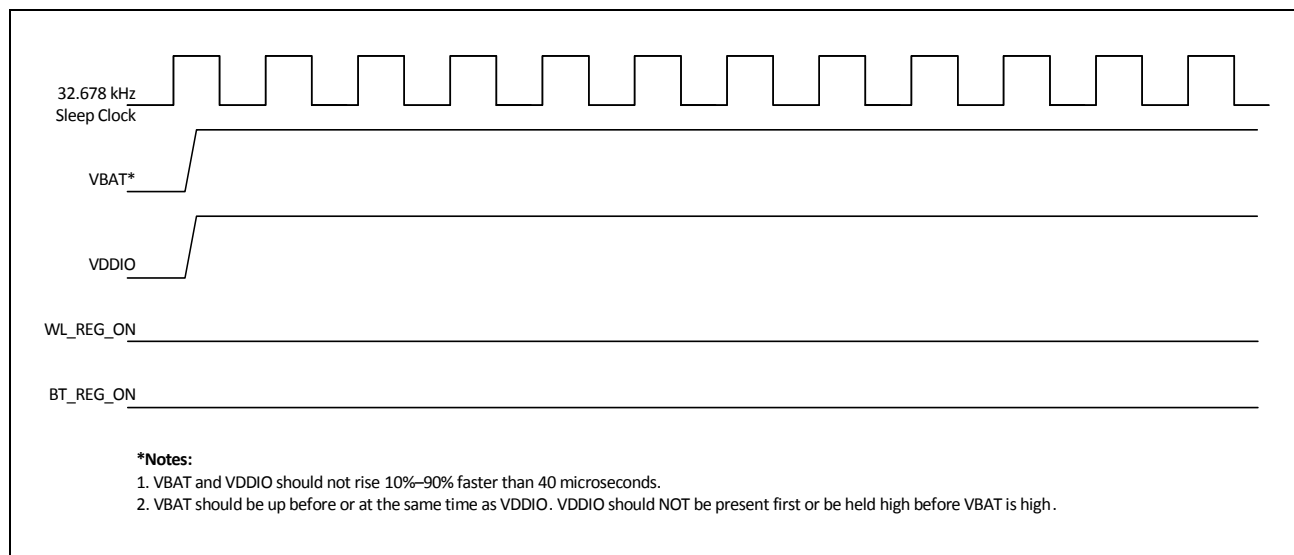 32.678 kHz
Sleep Clock
VBAT*
VDDIO
WL_REG_ON
BT_REG_ON
*Notes:
1. VBAT and VDDIO should not rise 10%–90% faster than 40 microseconds.
2. VBAT should be up before or at the same time as VDDIO. VDDIO should NOT be present first or be held high before VBAT is high.